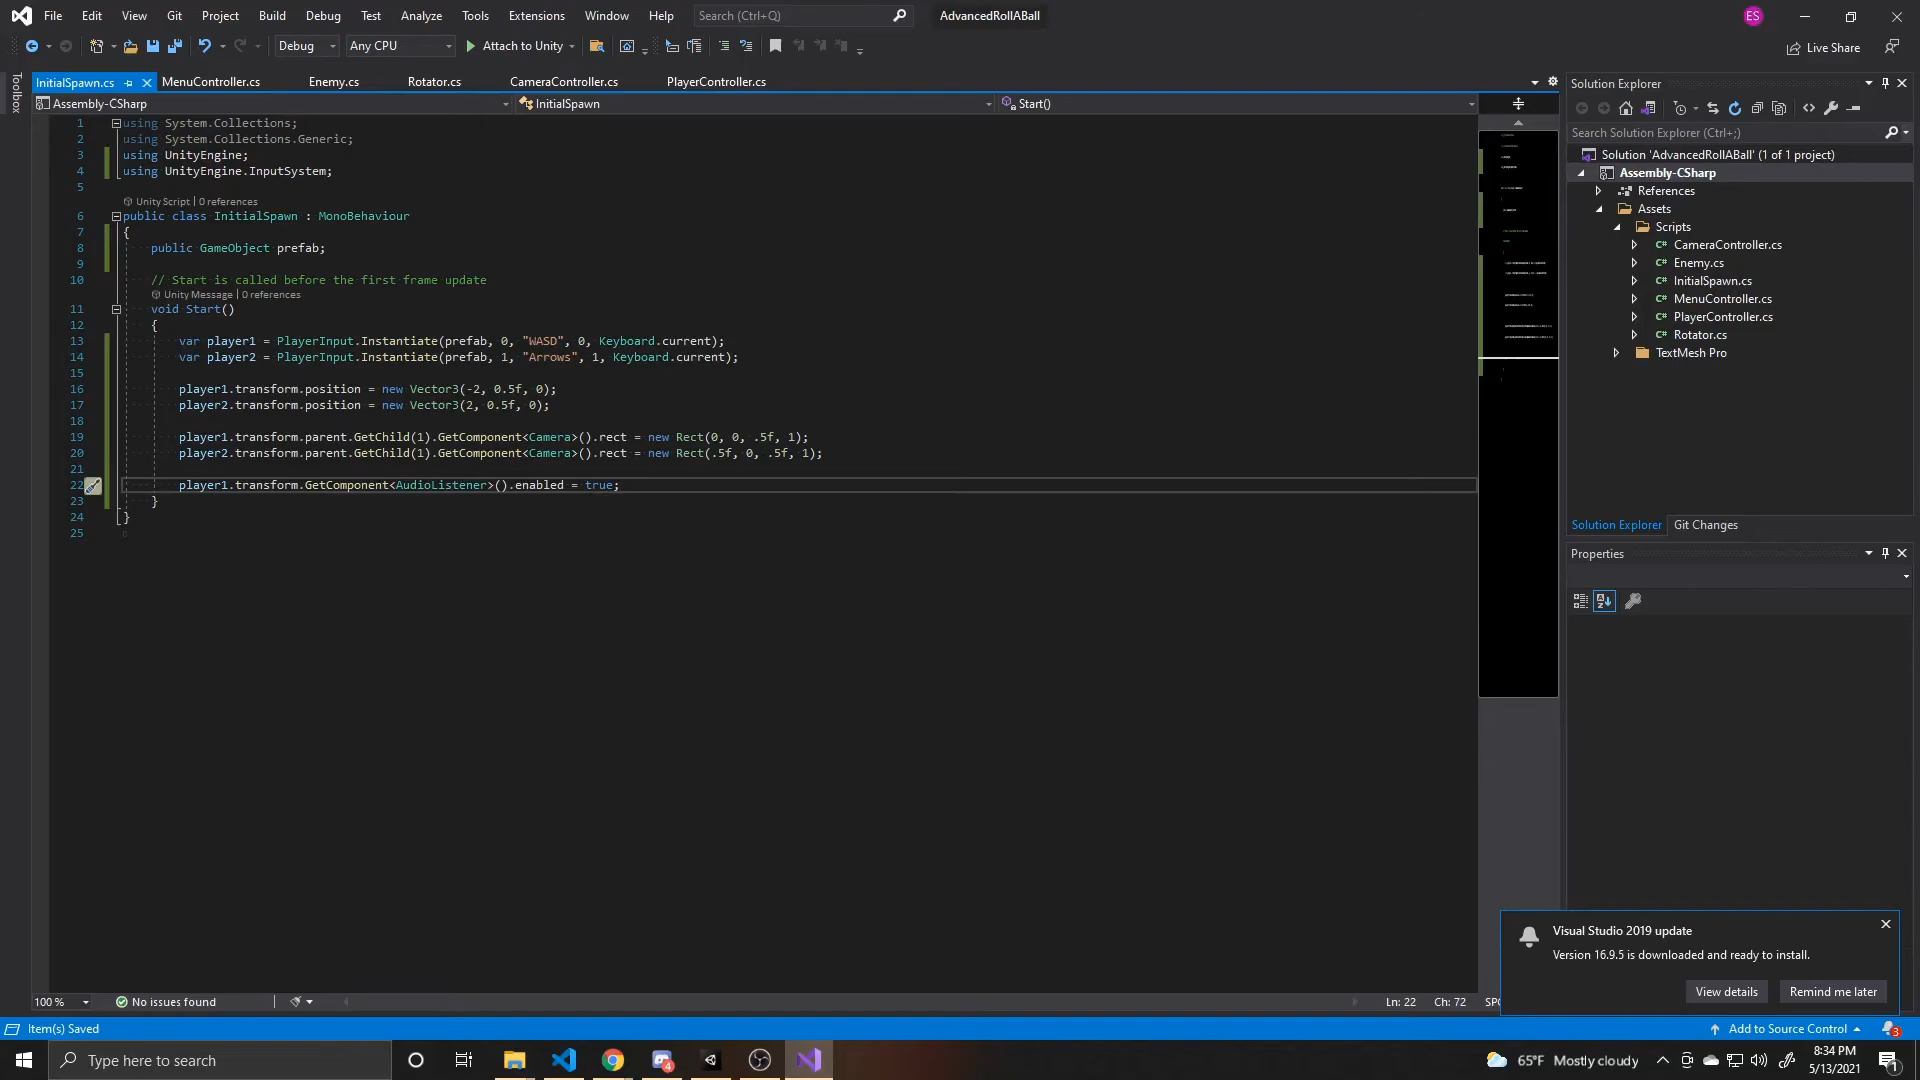 File Edit View Git Project Build Debug Test Analyze Tools Extensions Window Help Search (Ctrl+Q) AdvancedRollABall ES
Debug Any CPU Attach to Unity Live Share
Toolbox
InitialSpawn.cs MenuController.cs Enemy.cs Rotator.cs CameraController.cs PlayerController.cs
Assembly-CSharp InitialSpawn Start()
1 using System.Collections;
2 using System.Collections.Generic;
3 using UnityEngine;
4 using UnityEngine.InputSystem;
5
Unity Script | 0 references
6 public class InitialSpawn : MonoBehaviour
7 {
8 public GameObject prefab;
9
10 // Start is called before the first frame update
Unity Message | 0 references
11 void Start()
12 {
13 var player1 = PlayerInput.Instantiate(prefab, 0, "WASD", 0, Keyboard.current);
14 var player2 = PlayerInput.Instantiate(prefab, 1, "Arrows", 1, Keyboard.current);
15
16 player1.transform.position = new Vector3(-2, 0.5f, 0);
17 player2.transform.position = new Vector3(2, 0.5f, 0);
18
19 player1.transform.parent.GetChild(1).GetComponent<Camera>().rect = new Rect(0, 0, .5f, 1);
20 player2.transform.parent.GetChild(1).GetComponent<Camera>().rect = new Rect(.5f, 0, .5f, 1);
21
22 player1.transform.GetComponent<AudioListener>().enabled = true;
23 }
24 }
25
Solution Explorer
Search Solution Explorer (Ctrl+;)
Solution 'AdvancedRollABall' (1 of 1 project)
Assembly-CSharp
References
Assets
Scripts
C# CameraController.cs
C# Enemy.cs
C# InitialSpawn.cs
C# MenuController.cs
C# PlayerController.cs
C# Rotator.cs
TextMesh Pro
Solution Explorer Git Changes
Properties
Visual Studio 2019 update
Version 16.9.5 is downloaded and ready to install.
View details Remind me later
100 % No issues found Ln: 22 Ch: 72
Item(s) Saved Add to Source Control 3
Type here to search 4 65°F Mostly cloudy 8:34 PM
5/13/2021 1